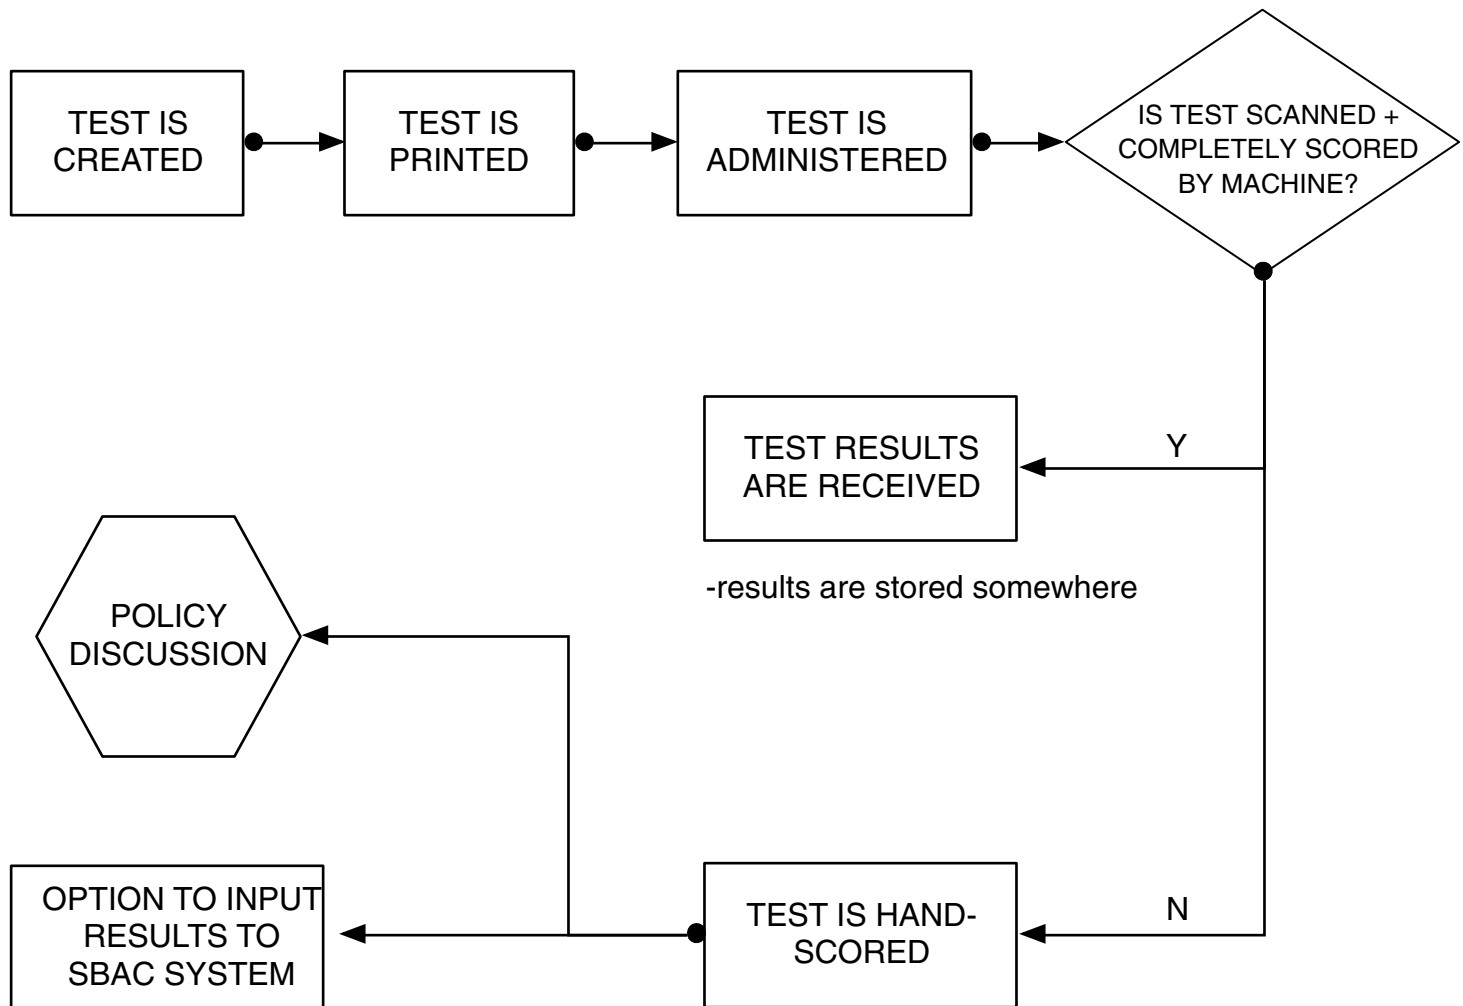 TEST IS
CREATED
TEST IS
PRINTED
TEST IS
ADMINISTERED
IS TEST SCANNED +
COMPLETELY SCORED
BY MACHINE?
Y
TEST RESULTS
ARE RECEIVED
-results are stored somewhere
POLICY
DISCUSSION
N
TEST IS HAND-
SCORED
OPTION TO INPUT
RESULTS TO
SBAC SYSTEM